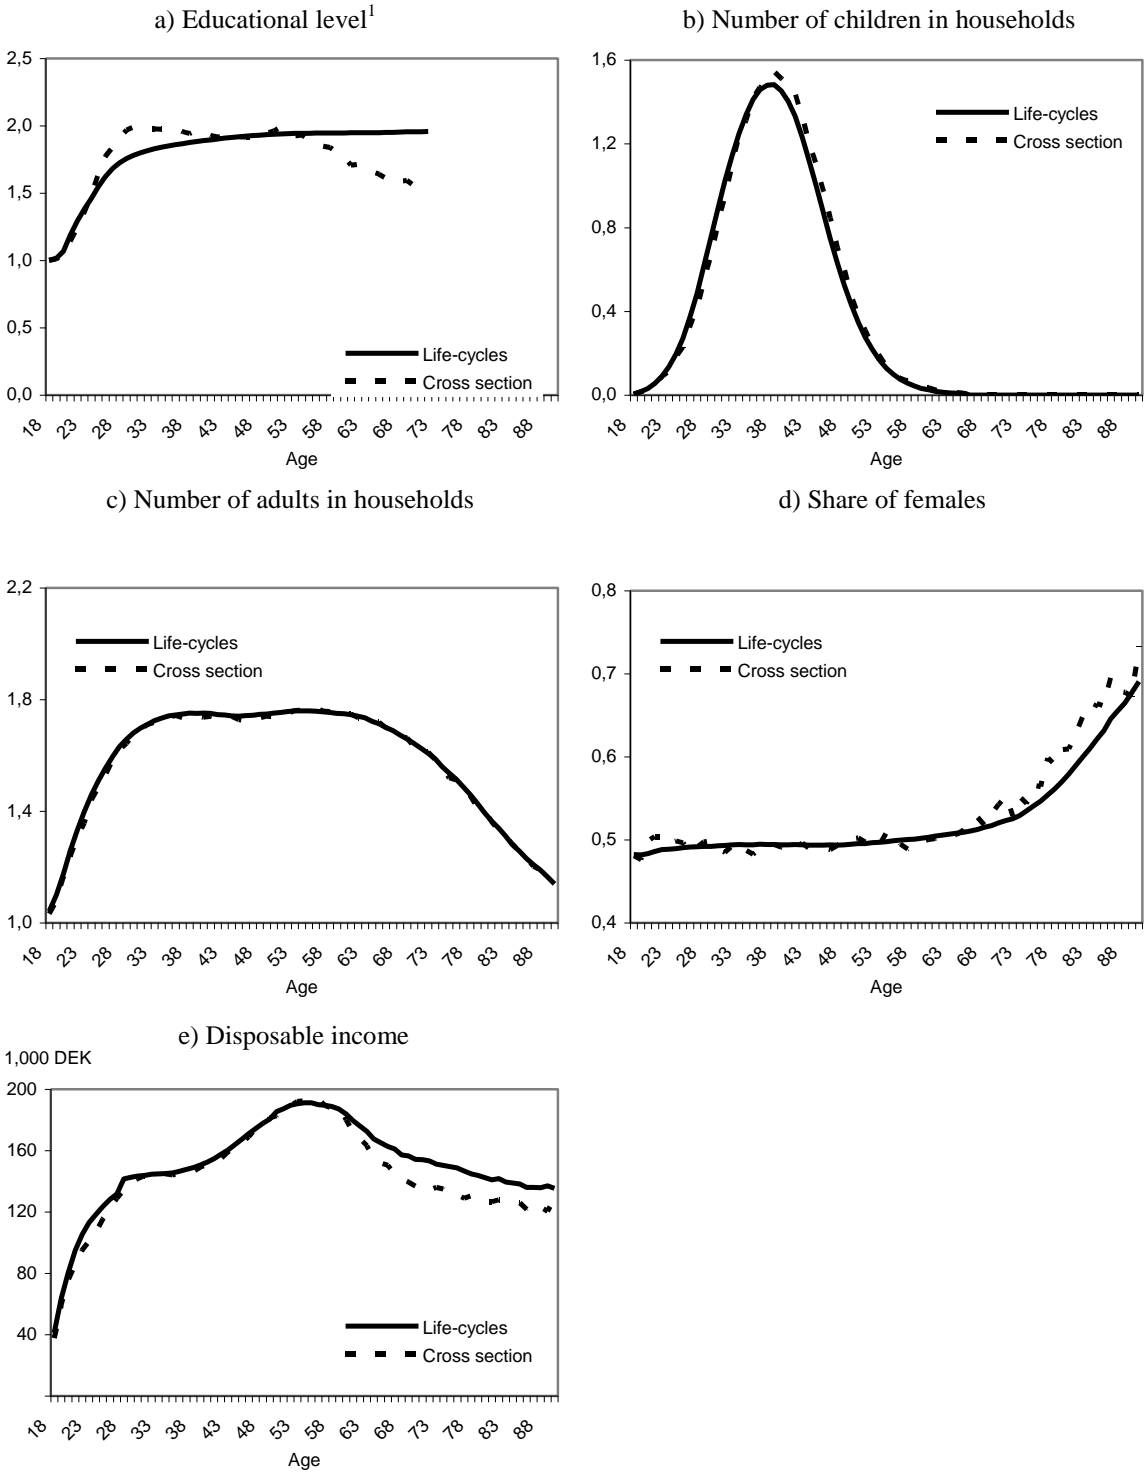 a) Educational level1
2,5
2,0
1,5
1,0
0,5
0,0
Life-cycles
Cross section
18 23 28 33 38 43 48 53 58 63 68 73 78 83 88
Age
b) Number of children in households
1,6
1,2
0,8
0,4
0,0
Life-cycles
Cross section
18 23 28 33 38 43 48 53 58 63 68 73 78 83 88
Age
c) Number of adults in households
2,2
1,8
1,4
1,0
Life-cycles
Cross section
18 23 28 33 38 43 48 53 58 63 68 73 78 83 88
Age
d) Share of females
0,8
0,7
0,6
0,5
0,4
Life-cycles
Cross section
18 23 28 33 38 43 48 53 58 63 68 73 78 83 88
Age
e) Disposable income
1,000 DEK
200
160
120
80
40
Life-cycles
Cross section
18 23 28 33 38 43 48 53 58 63 68 73 78 83 88
Age